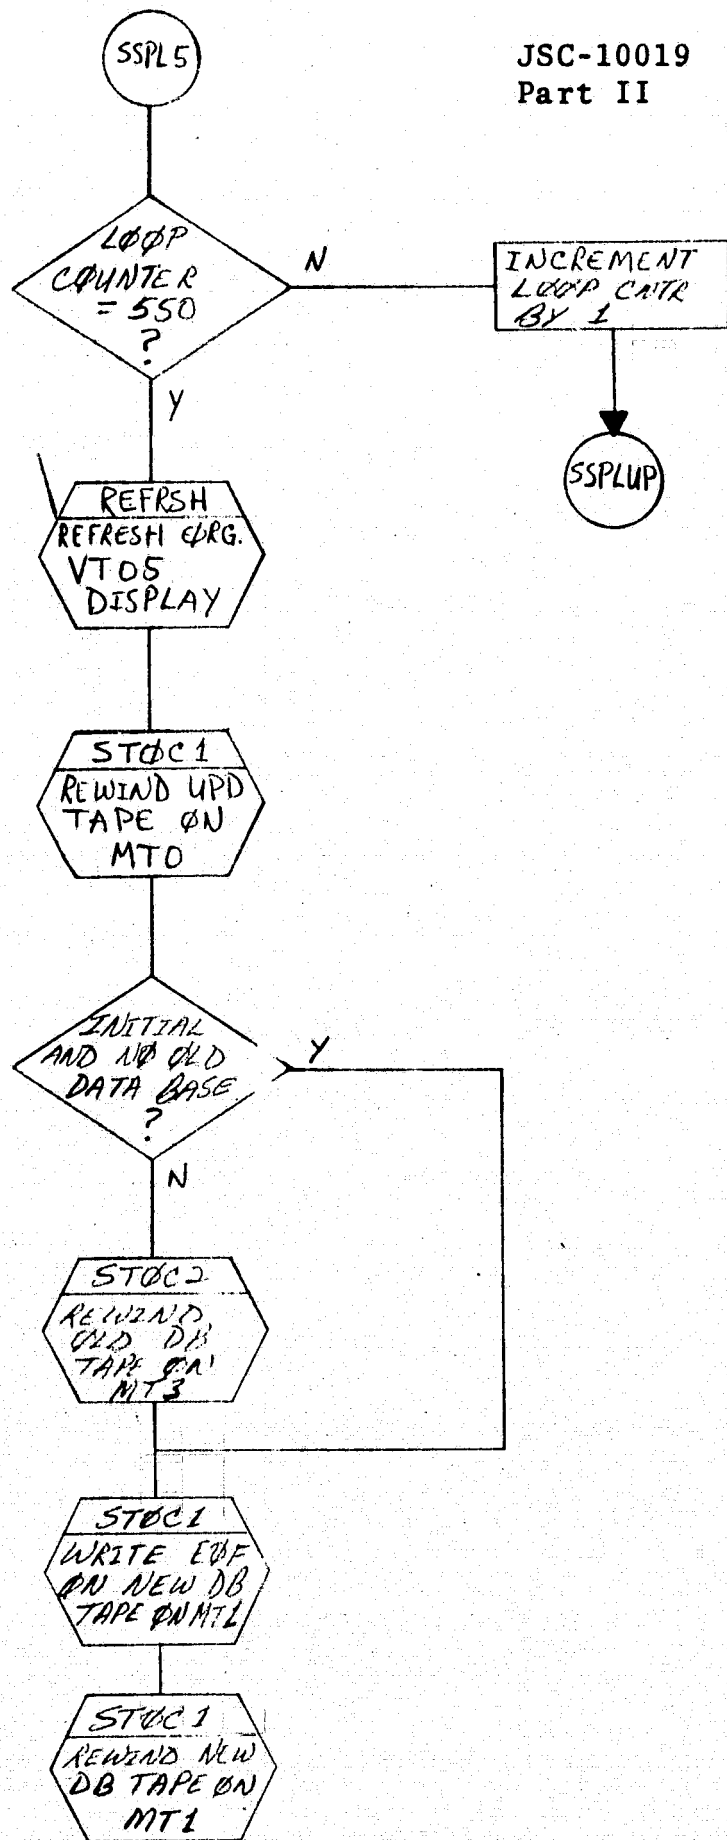 SSPL5
JSC-10019
Part II
LØØP
CØUNTER
= 550
?
N
INCREMENT
LØØP CNTR
BY 1
Y
SSPLUP
REFRSH
REFRESH ØRG.
VT05
DISPLAY
STØC1
REWIND UPD
TAPE ØN
MT0
INITIAL
AND NØ ØLD
DATA BASE
?
Y
N
STØC2
REWIND
ØLD DB
TAPE ØN
MT3
STØC1
WRITE EØF
ØN NEW DB
TAPE ØN MT1
STØC1
REWIND NEW
DB TAPE ØN
MT1